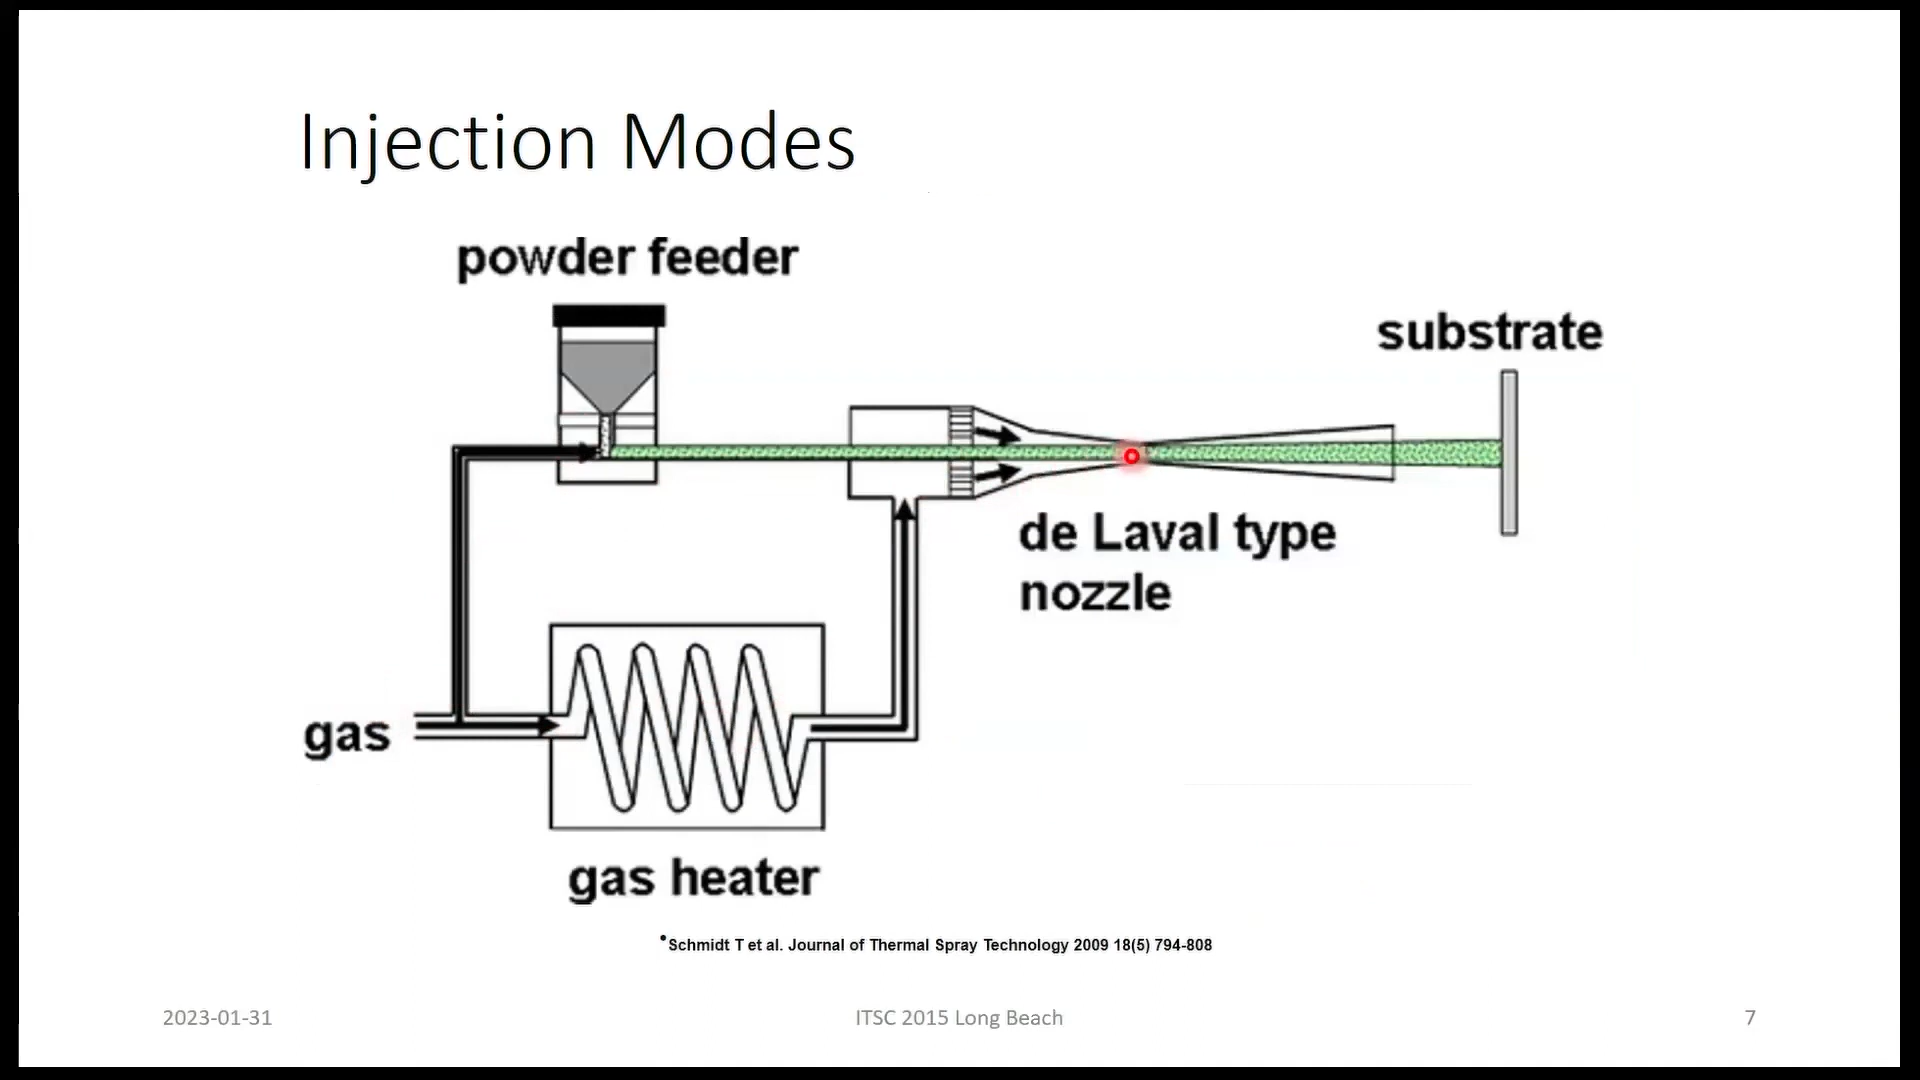 Injection Modes
powder feeder
substrate
de Laval type
nozzle
gas
gas heater
•Schmidt T et al. Journal of Thermal Spray Technology 2009 18(5) 794-808
2023-01-31
ITSC 2015 Long Beach
7